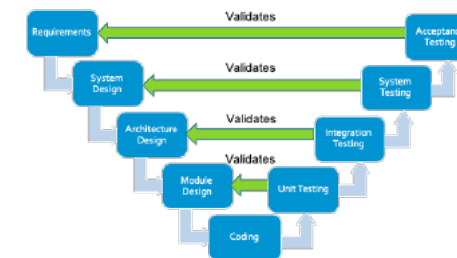 Validates
Requirements
Acceptanc
Testing
Validates
System
Design
System
Testing
Validates
Architecture
Design
Integration
Testing
Validates
Module
Design
Unit Testing
Coding